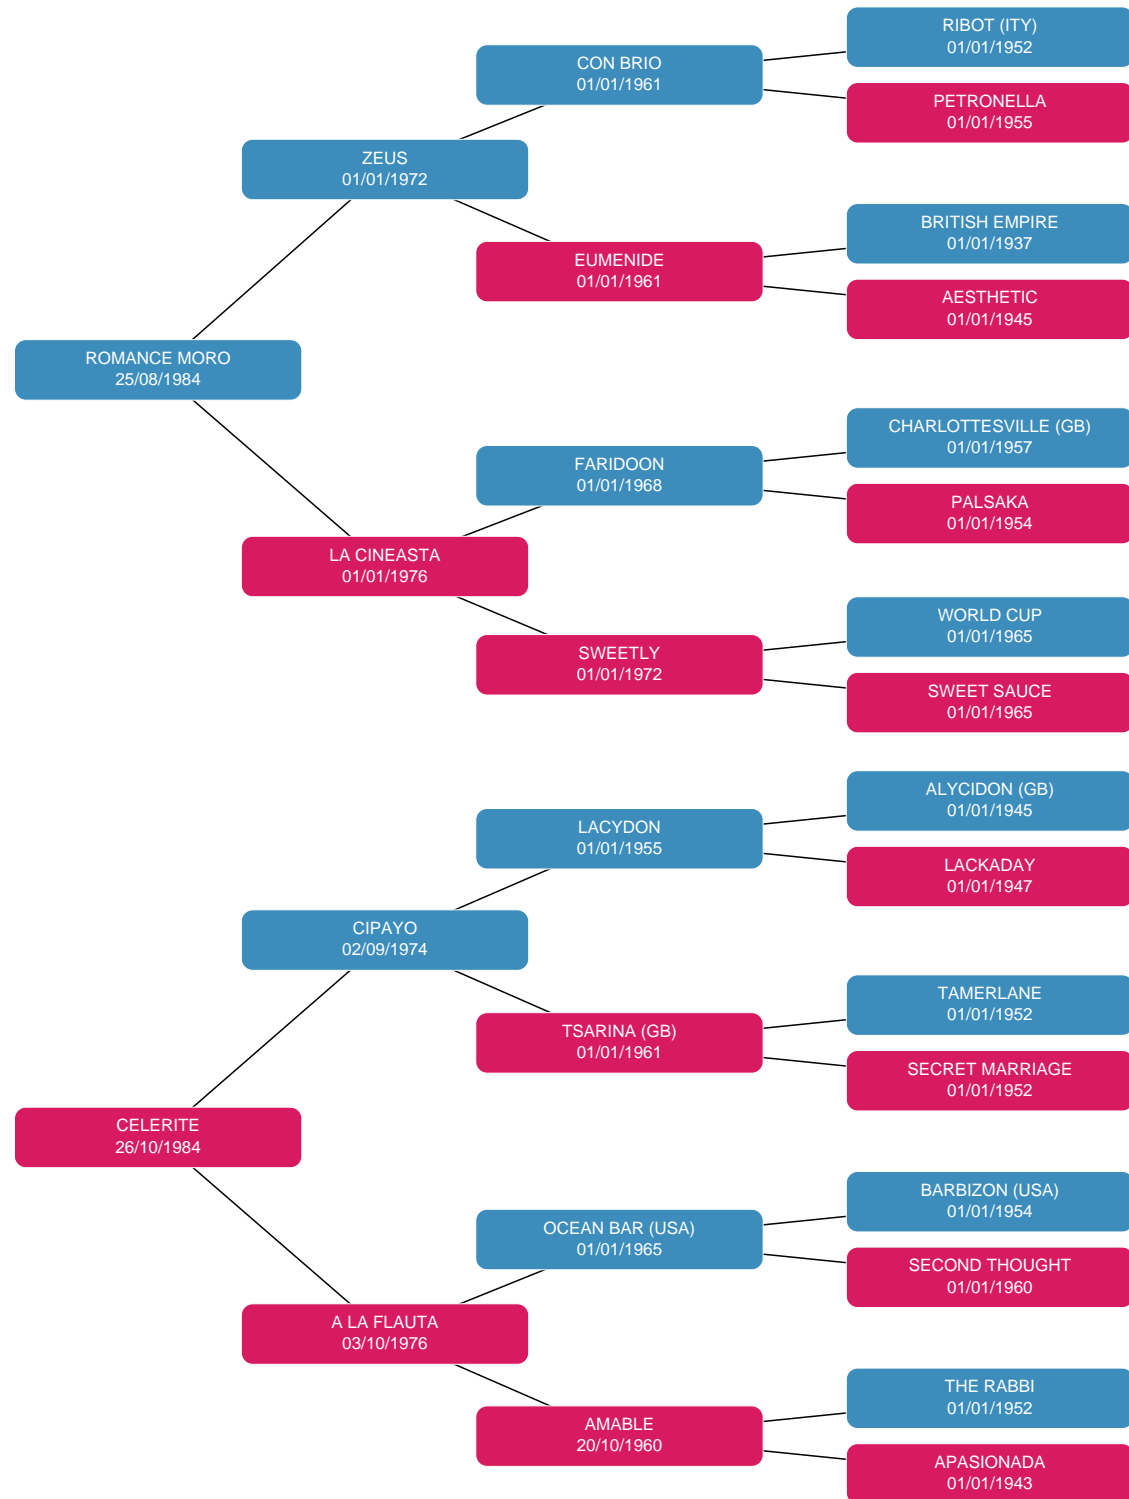 RIBOT (ITY)
01/01/1952
CON BRIO
01/01/1961
PETRONELLA
01/01/1955
ZEUS
01/01/1972
BRITISH EMPIRE
01/01/1937
EUMENIDE
01/01/1961
AESTHETIC
01/01/1945
ROMANCE MORO
25/08/1984
CHARLOTTESVILLE (GB)
01/01/1957
FARIDOON
01/01/1968
PALSAKA
01/01/1954
LA CINEASTA
01/01/1976
WORLD CUP
01/01/1965
SWEETLY
01/01/1972
SWEET SAUCE
01/01/1965
ALYCIDON (GB)
01/01/1945
LACYDON
01/01/1955
LACKADAY
01/01/1947
CIPAYO
02/09/1974
TAMERLANE
01/01/1952
TSARINA (GB)
01/01/1961
SECRET MARRIAGE
01/01/1952
CELERITE
26/10/1984
BARBIZON (USA)
01/01/1954
OCEAN BAR (USA)
01/01/1965
SECOND THOUGHT
01/01/1960
A LA FLAUTA
03/10/1976
THE RABBI
01/01/1952
AMABLE
20/10/1960
APASIONADA
01/01/1943